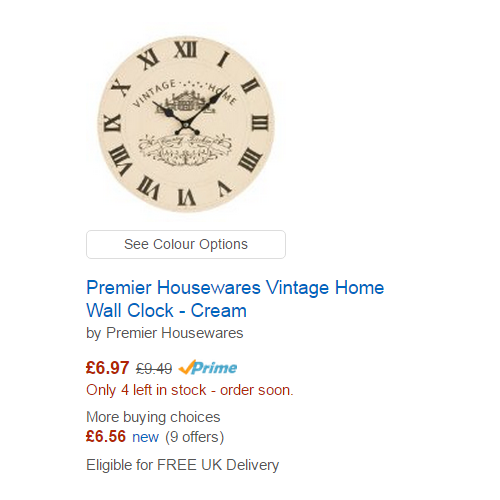 XII
I
II
III
IIII
V
VI
VII
VIII
IX
X
XI
VINTAGE HOME
See Colour Options
Premier Housewares Vintage Home
Wall Clock - Cream
by Premier Housewares
£6.97 £9.49 Prime
Only 4 left in stock - order soon.
More buying choices
£6.56 new (9 offers)
Eligible for FREE UK Delivery